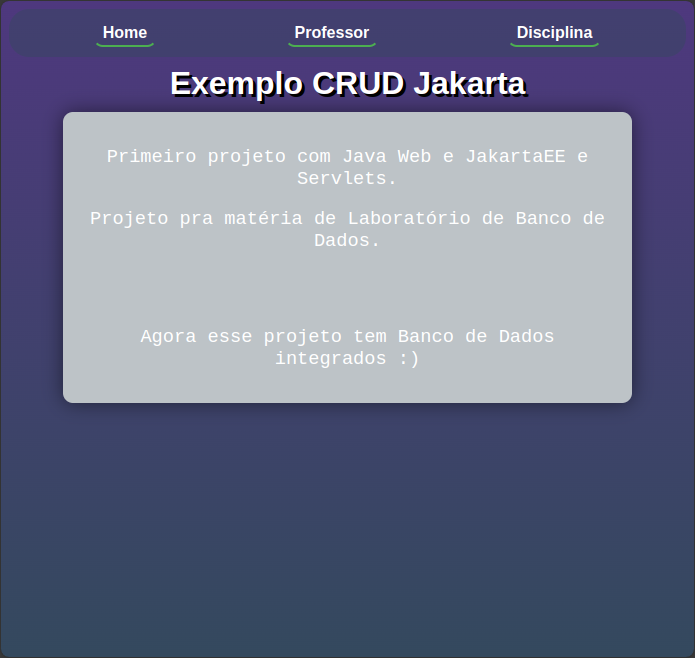 Home Professor Disciplina
Exemplo CRUD Jakarta
Primeiro projeto com Java Web e JakartaEE e
Servlets.
Projeto pra matéria de Laboratório de Banco de
Dados.
Agora esse projeto tem Banco de Dados
integrados :)